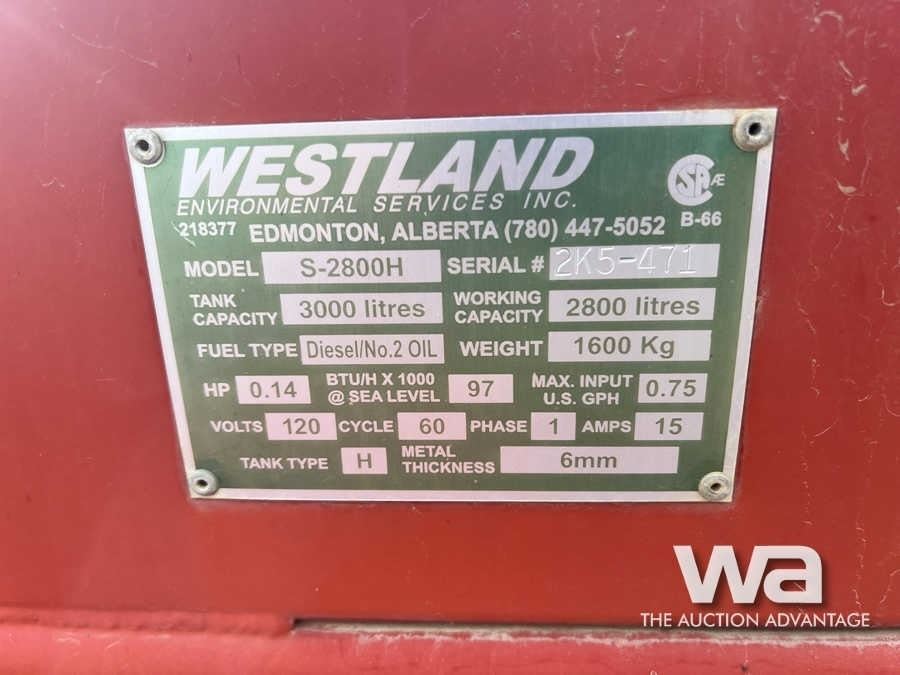 WESTLAND
ENVIRONMENTAL SERVICES INC.
CSA Æ
B-66
218377 EDMONTON, ALBERTA (780) 447-5052
MODEL S-2800H SERIAL # 2K5-471
TANK CAPACITY 3000 litres WORKING CAPACITY 2800 litres
FUEL TYPE Diesel/No.2 OIL WEIGHT 1600 Kg
HP 0.14 BTU/H X 1000 @ SEA LEVEL 97 MAX. INPUT U.S. GPH 0.75
VOLTS 120 CYCLE 60 PHASE 1 AMPS 15
TANK TYPE H METAL THICKNESS 6mm
wa
THE AUCTION ADVANTAGE